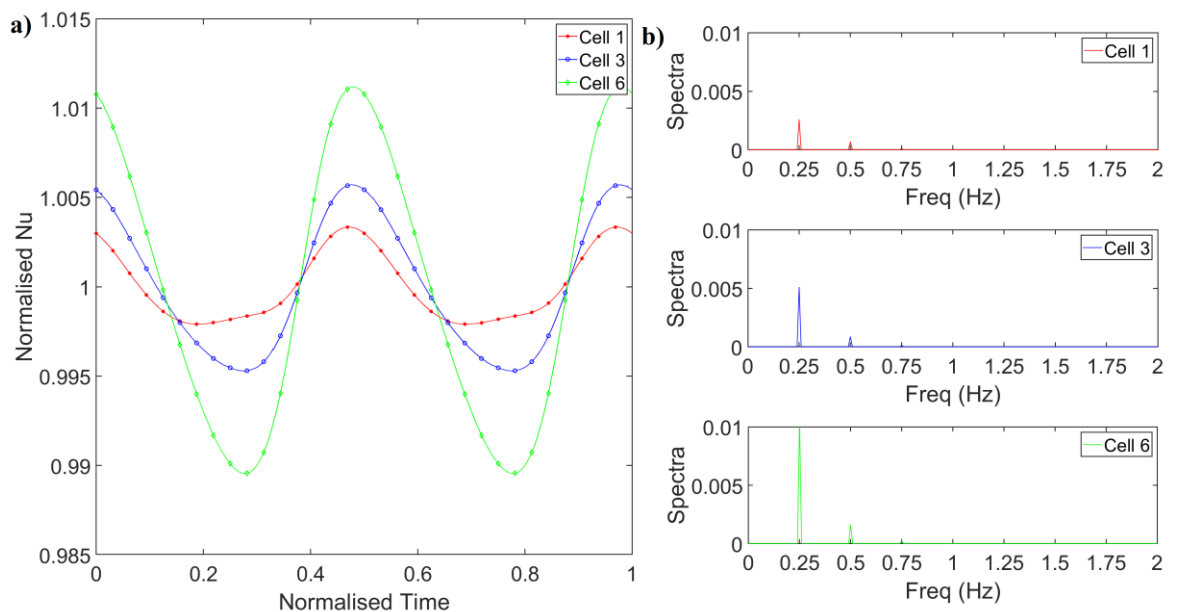 a)
1.015
1.01
1.005
1
0.995
0.99
0.985
Normalised Nu
0 0.2 0.4 0.6 0.8 1
Normalised Time
Cell 1
Cell 3
Cell 6
b)
0.01
0.005
0
Spectra
Cell 1
0 0.25 0.5 0.75 1 1.25 1.5 1.75 2
Freq (Hz)
0.01
0.005
0
Spectra
Cell 3
0 0.25 0.5 0.75 1 1.25 1.5 1.75 2
Freq (Hz)
0.01
0.005
0
Spectra
Cell 6
0 0.25 0.5 0.75 1 1.25 1.5 1.75 2
Freq (Hz)